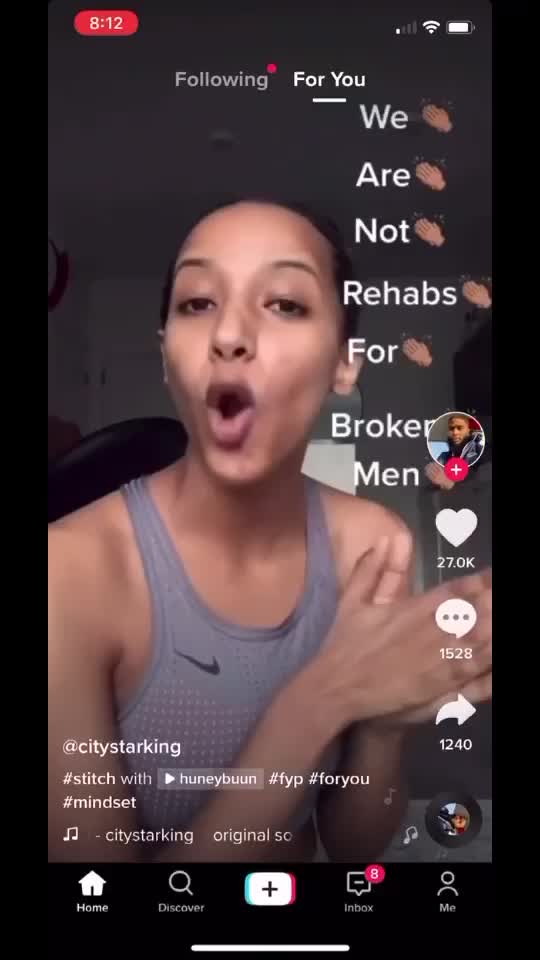 8:12
Following For You
We 👏🏽
Are 👏🏽
Not 👏🏽
Rehabs 👏🏽
For 👏🏽
Broken
Men 👏🏽
27.0K
1528
1240
@citystarking
#stitch with ▶ huneybuun #fyp #foryou
#mindset
- citystarking original so
8
Home Discover Inbox Me